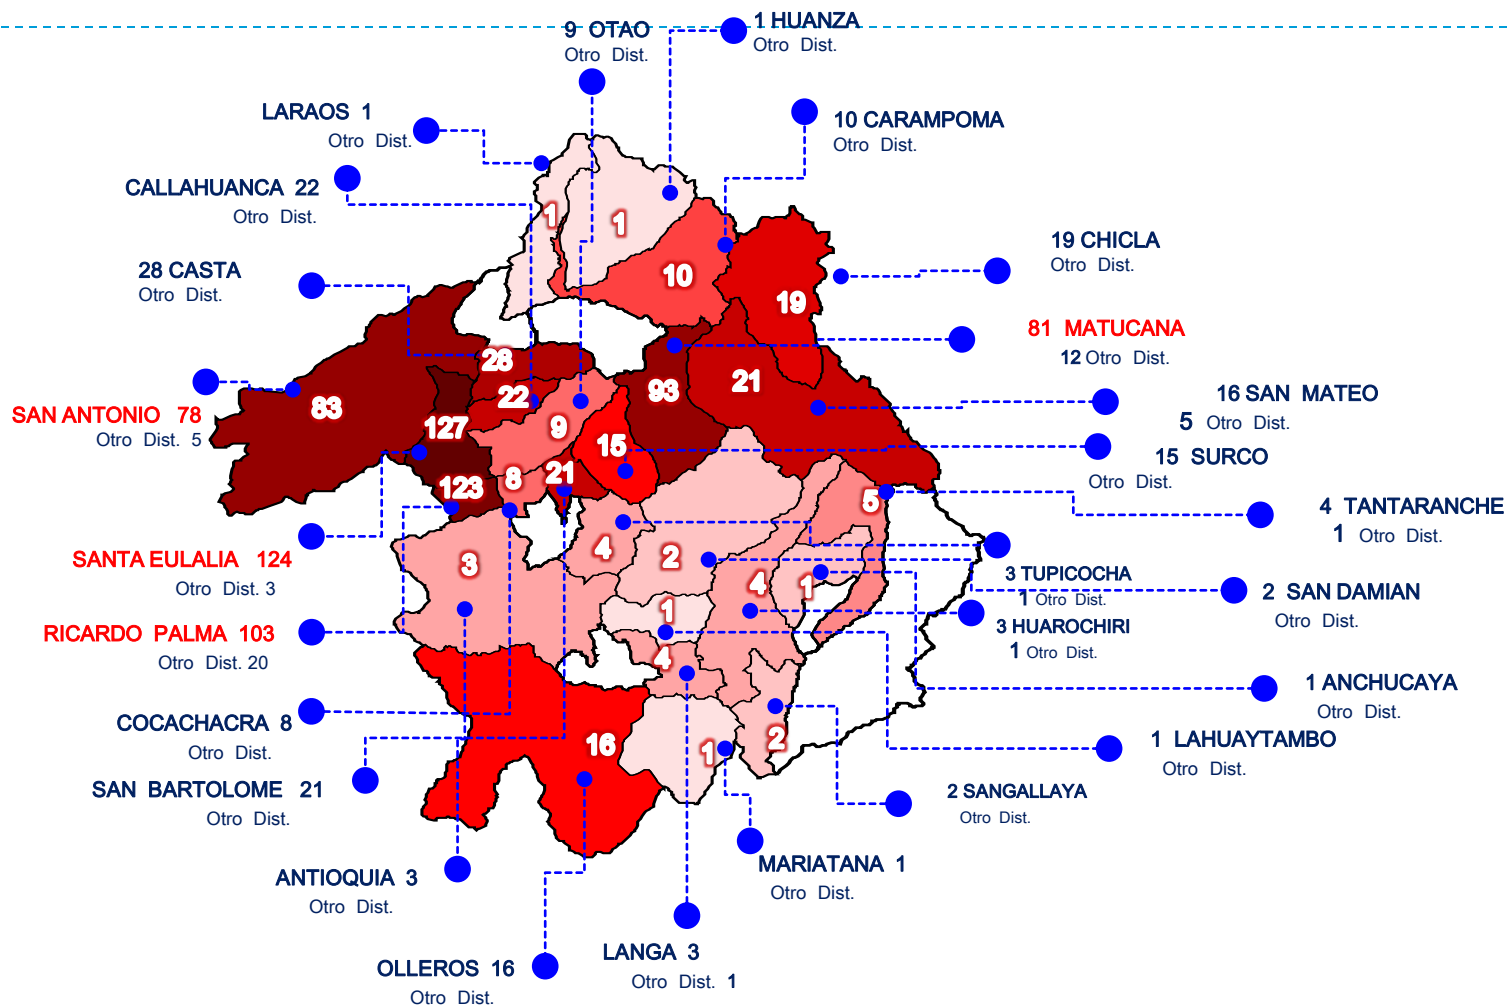 9 OTAO
Otro Dist.
1 HUANZA
Otro Dist.
LARAOS 1
Otro Dist.
10 CARAMPOMA
Otro Dist.
CALLAHUANCA 22
Otro Dist.
28 CASTA
Otro Dist.
19 CHICLA
Otro Dist.
81 MATUCANA
12 Otro Dist.
SAN ANTONIO 78
Otro Dist. 5
16 SAN MATEO
5 Otro Dist.
15 SURCO
Otro Dist.
4 TANTARANCHE
1 Otro Dist.
SANTA EULALIA 124
Otro Dist. 3
3 TUPICOCHA
1 Otro Dist.
2 SAN DAMIAN
Otro Dist.
RICARDO PALMA 103
Otro Dist. 20
3 HUAROCHIRI
1 Otro Dist.
1 ANCHUCAYA
Otro Dist.
COCACHACRA 8
Otro Dist.
1 LAHUAYTAMBO
Otro Dist.
SAN BARTOLOME 21
Otro Dist.
2 SANGALLAYA
Otro Dist.
ANTIOQUIA 3
Otro Dist.
MARIATANA 1
Otro Dist.
LANGA 3
Otro Dist. 1
OLLEROS 16
Otro Dist.
1
1
10
19
28
22
93
21
83
127
9
15
123
8
21
5
3
4
2
4
1
1
4
16
1
2